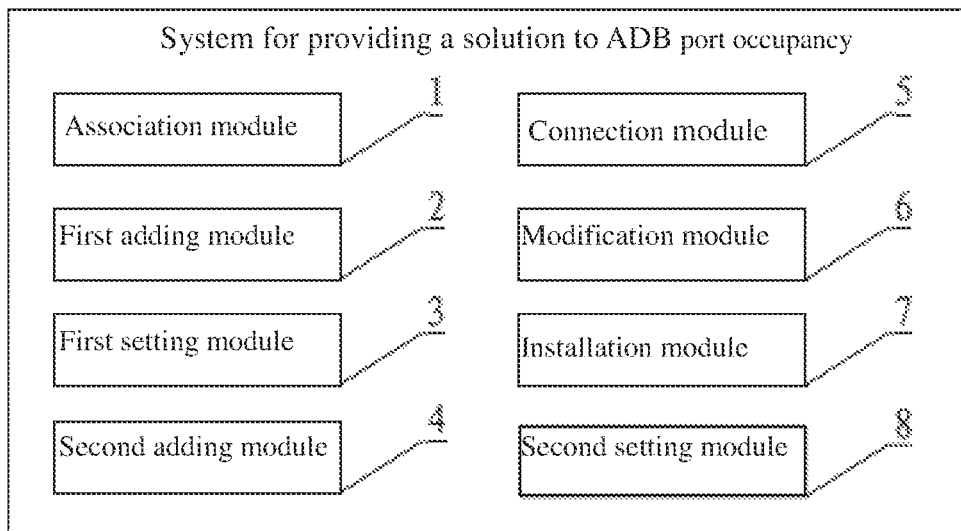 System for providing a solution to ADB port occupancy
Association module
1
First adding module
2
First setting module
3
Second adding module
4
Connection module
5
Modification module
6
Installation module
7
Second setting module
8